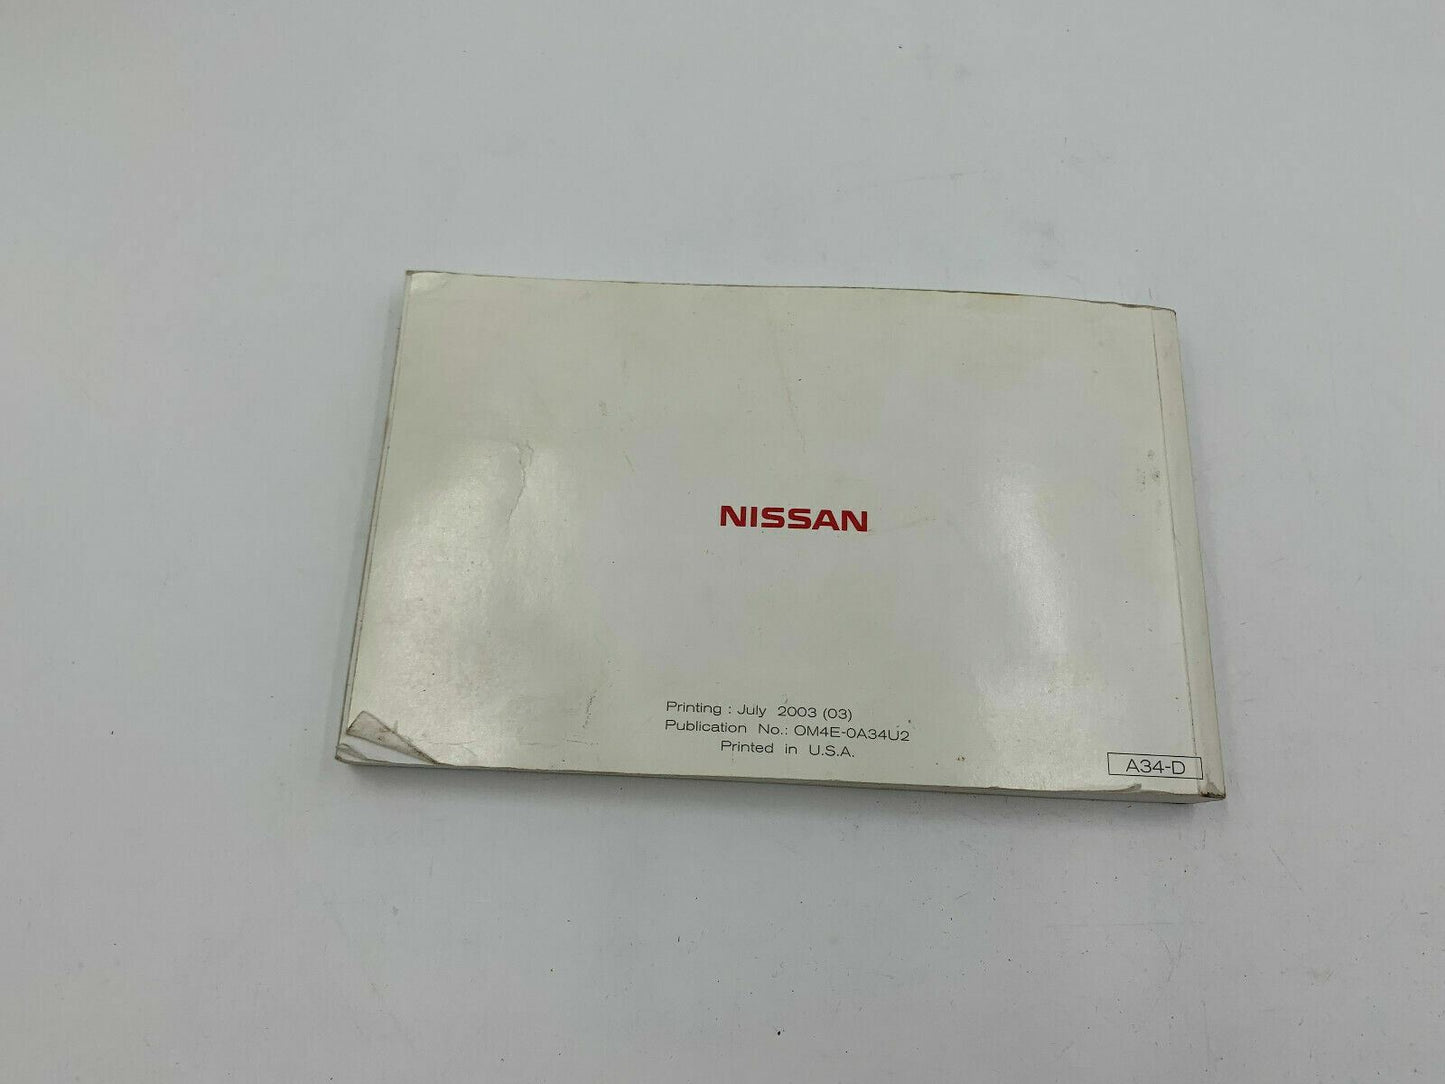 NISSAN
Printing : July 2003 (03)
Publication No.: OM4E-0A34U2
Printed in U.S.A.
A34-D